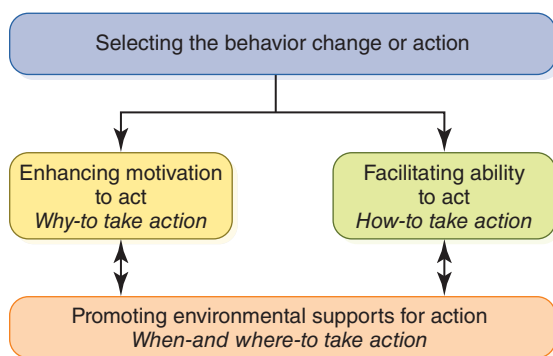 Selecting the behavior change or action
Enhancing motivation
to act
Why-to take action
Facilitating ability
to act
How-to take action
Promoting environmental supports for action
When-and where-to take action